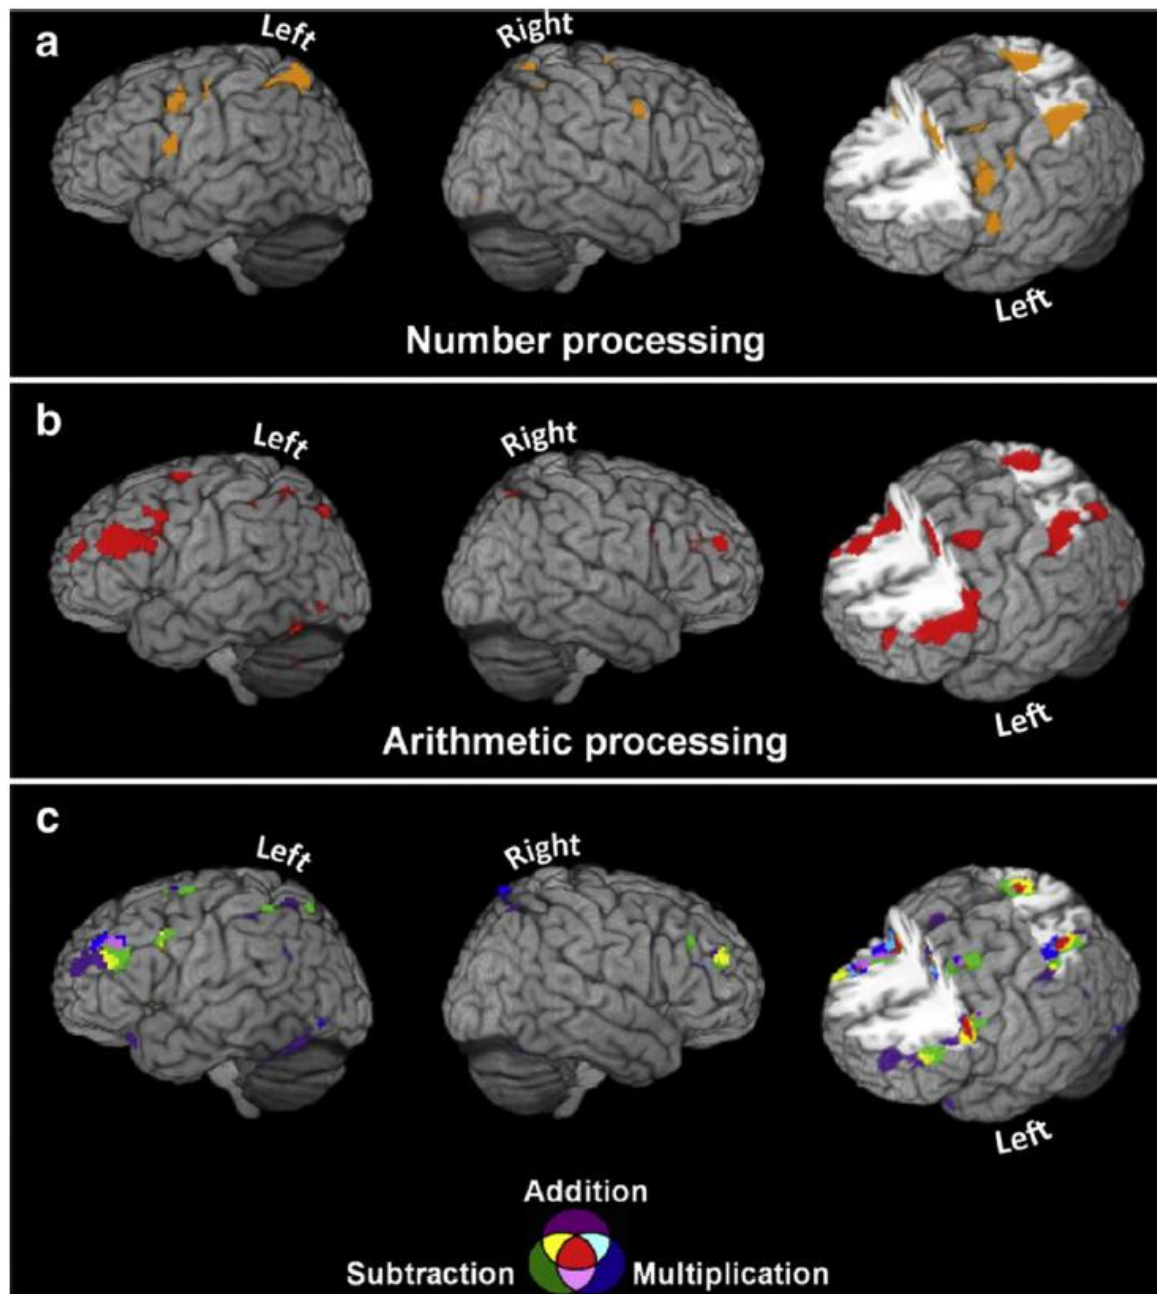 a
Left
Right
Left
Number processing
b
Left
Right
Left
Arithmetic processing
c
Left
Right
Left
Addition
Subtraction
Multiplication